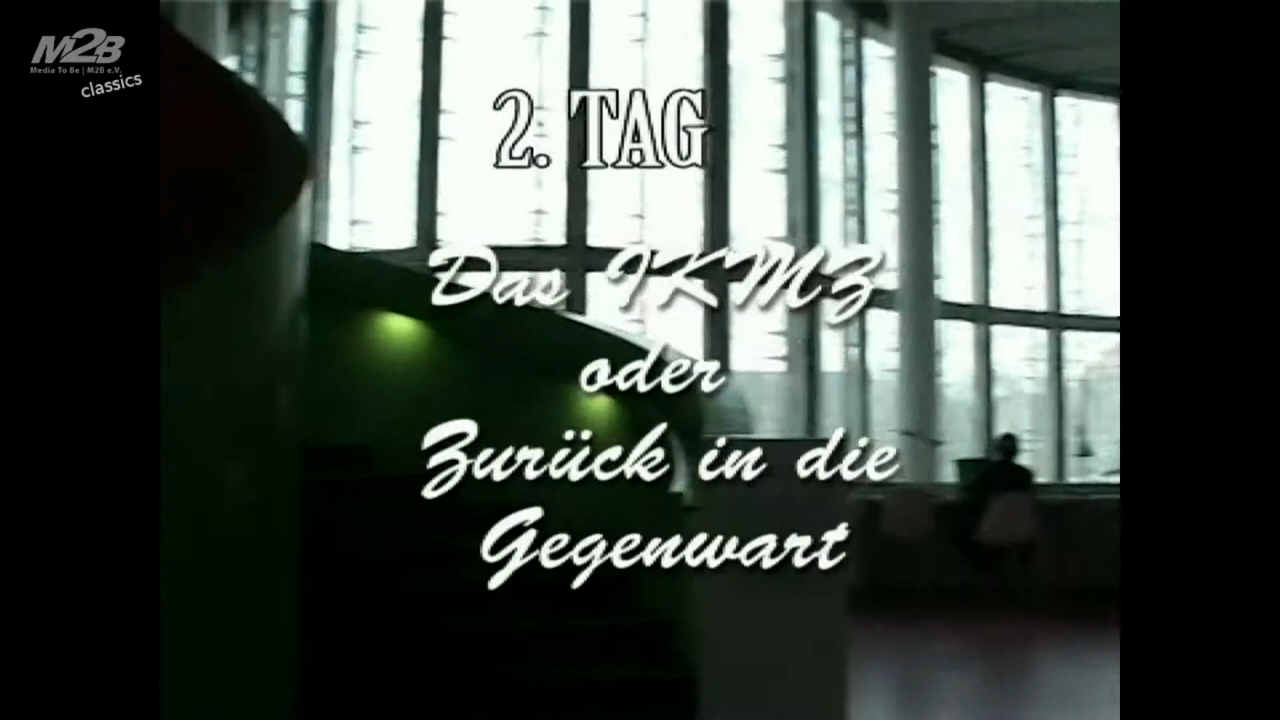 M2B
Media To Be | M2B e.V.
classics
2. TAG
Das IKMZ
oder
Zurück in die
Gegenwart